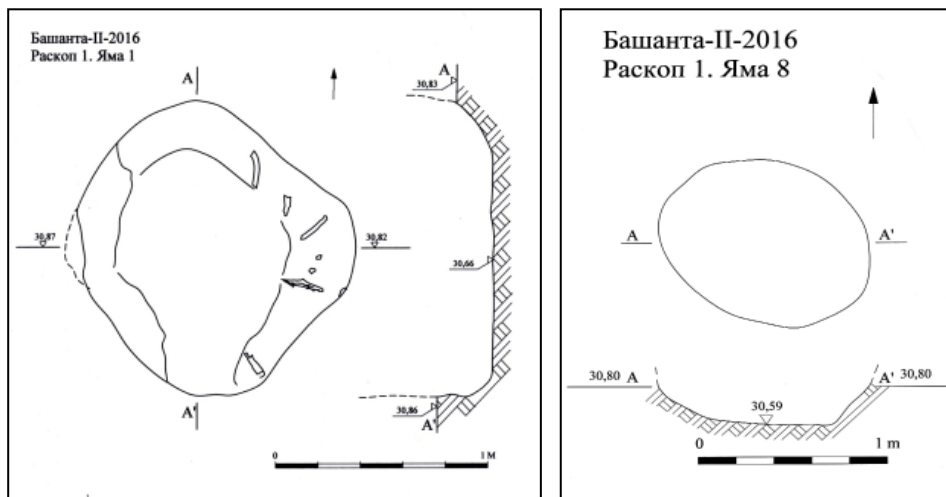 Башанта-II-2016
Раскоп 1. Яма 1
A
A
30,83
30,87
30,82
30,66
30,86
A'
A'
0
1 М
Башанта-II-2016
Раскоп 1. Яма 8
A
A'
30,80
A
A'
30,80
30,59
0
1 m